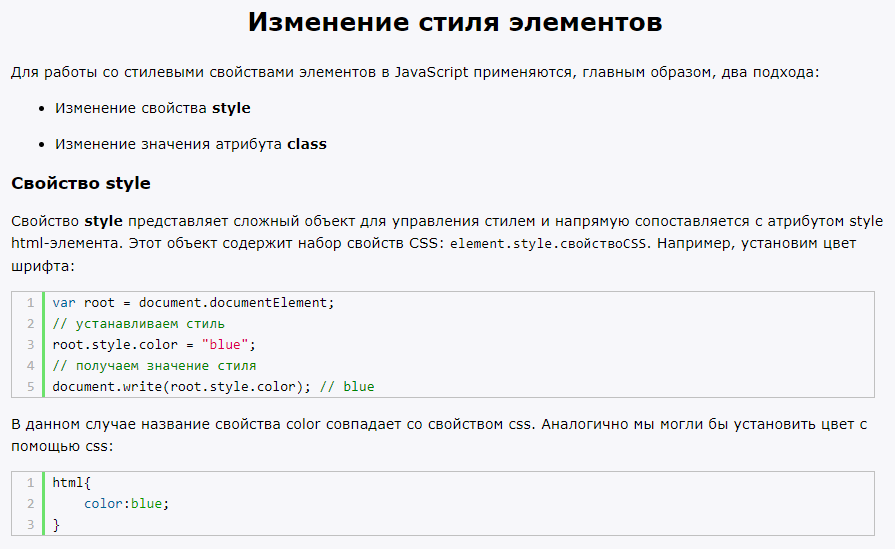 Изменение стиля элементов
Для работы со стилевыми свойствами элементов в JavaScript применяются, главным образом, два подхода:
• Изменение свойства style
• Изменение значения атрибута class
Свойство style
Свойство style представляет сложный объект для управления стилем и напрямую сопоставляется с атрибутом style
html-элемента. Этот объект содержит набор свойств CSS: element.style.свойствоCSS. Например, установим цвет
шрифта:
1 var root = document.documentElement;
2 // устанавливаем стиль
3 root.style.color = "blue";
4 // получаем значение стиля
5 document.write(root.style.color); // blue
В данном случае название свойства color совпадает со свойством css. Аналогично мы могли бы установить цвет с
помощью css:
1 html{
2     color:blue;
3 }